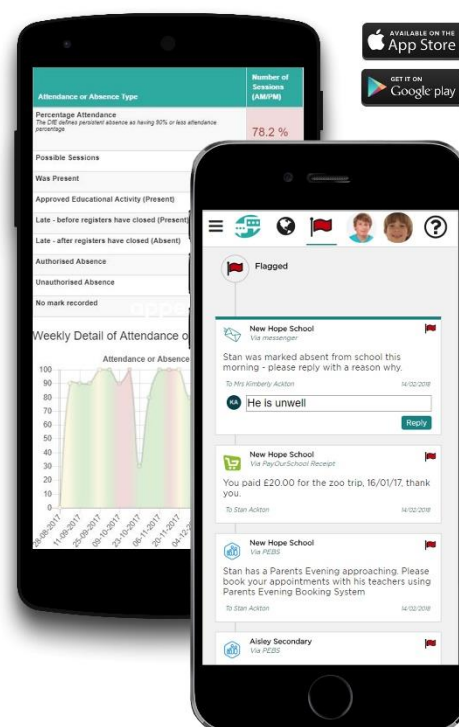 AVAILABLE ON THE
App Store
GET IT ON
Google play
Attendance or Absence Type
Number of
Sessions
(AM/PM)
Percentage Attendance
The DfE defines persistent absence as having 90% or less attendance
percentage
78.2 %
Possible Sessions
Was Present
Approved Educational Activity (Present)
Late - before registers have closed (Present)
Late - after registers have closed (Absent)
Authorised Absence
Unauthorised Absence
No mark recorded
Weekly Detail of Attendance o
Attendance or Absence
100
90
80
70
60
50
40
30
20
10
0
28-08-2017
11-09-2017
25-09-2017
09-10-2017
23-10-2017
06-11-2017
20-11-2017
04-12-
Flagged
New Hope School
Via messenger
Stan was marked absent from school this
morning - please reply with a reason why.
To Mrs Kimberly Ackton
14/02/2018
KA
He is unwell
Reply
New Hope School
Via PayOurSchool Receipt
You paid £20.00 for the zoo trip, 16/01/17, thank
you.
To Stan Ackton
14/02/2018
New Hope School
Via PEBS
Stan has a Parents Evening approaching. Please
book your appointments with his teachers using
Parents Evening Booking System
To Stan Ackton
14/02/2018
Aisley Secondary
Via PEBS